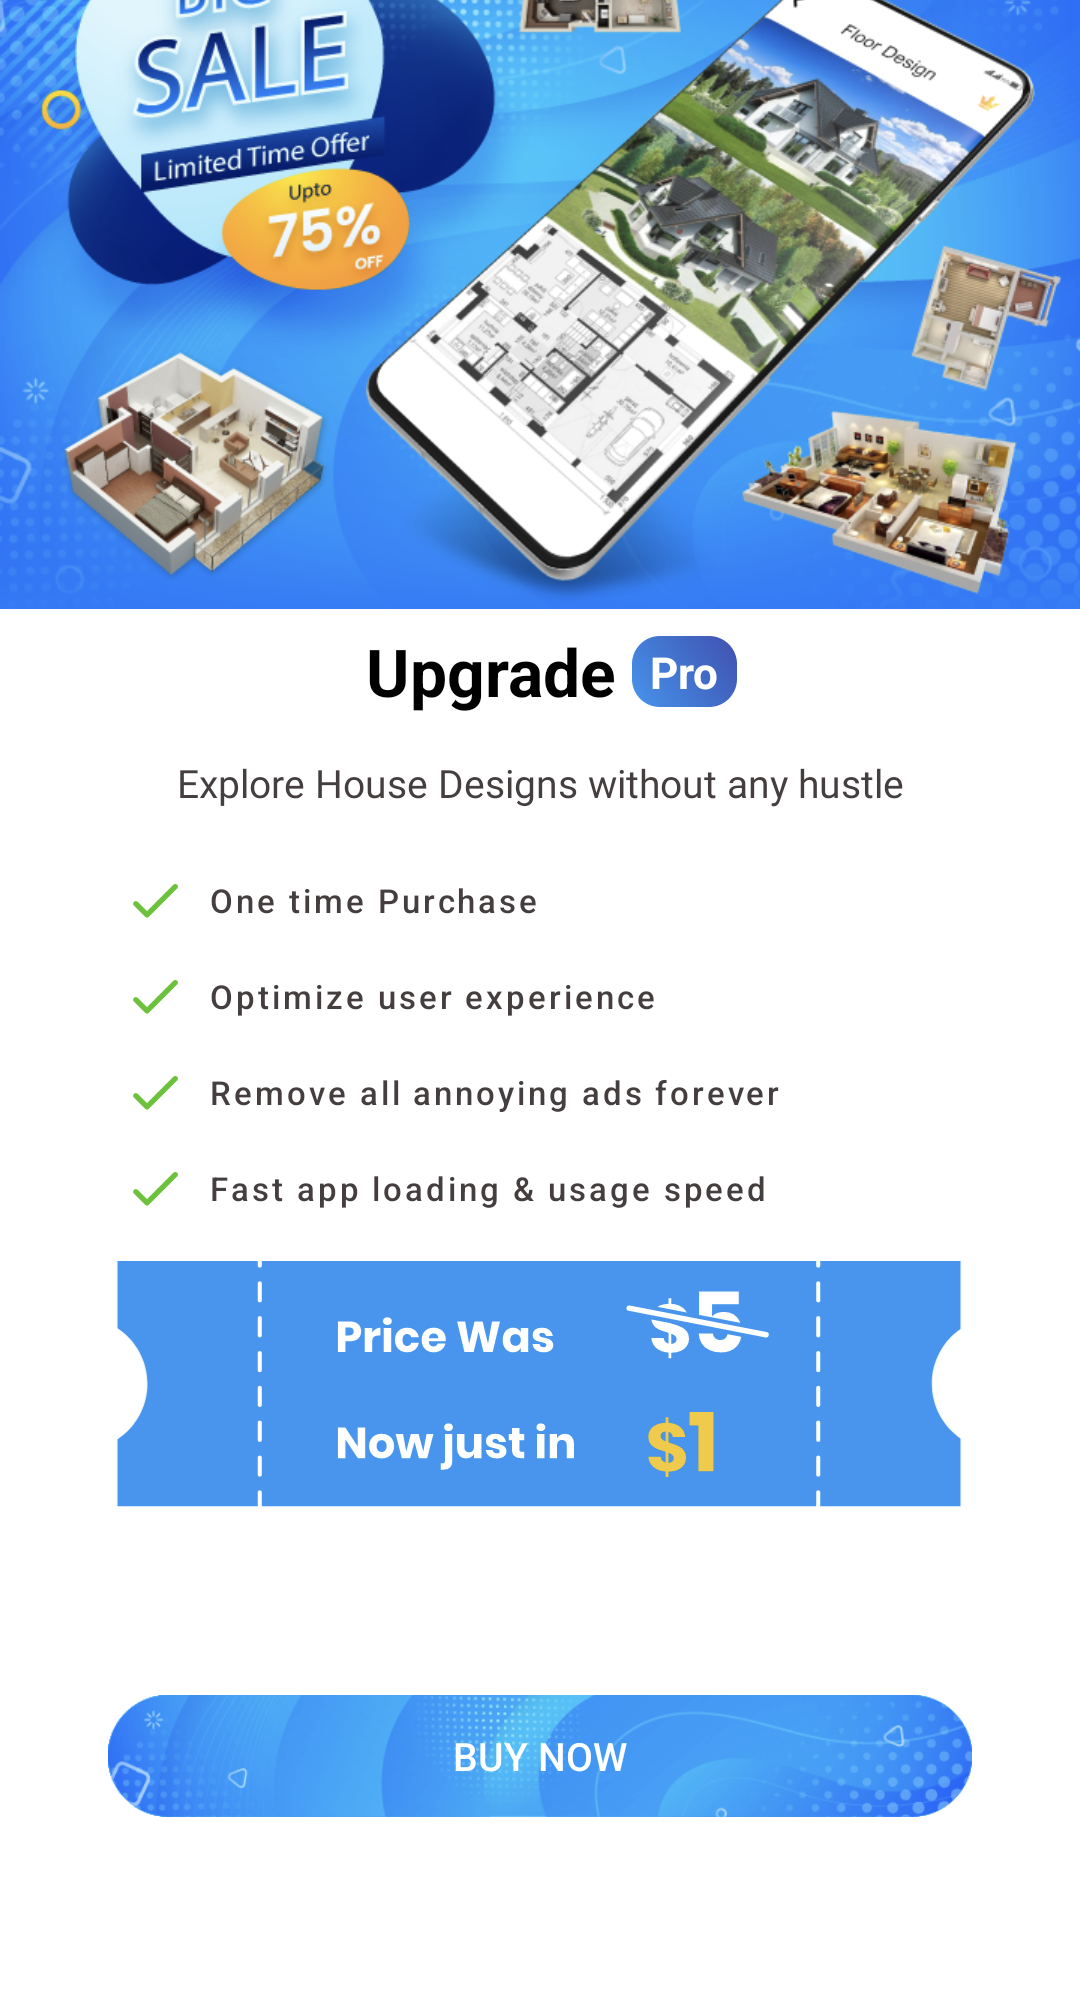 BIG
SALE
Limited Time Offer
Upto
75%
OFF
Floor Design
Upgrade Pro
Explore House Designs without any hustle
One time Purchase
Optimize user experience
Remove all annoying ads forever
Fast app loading & usage speed
Price Was $5
Now just in $1
BUY NOW